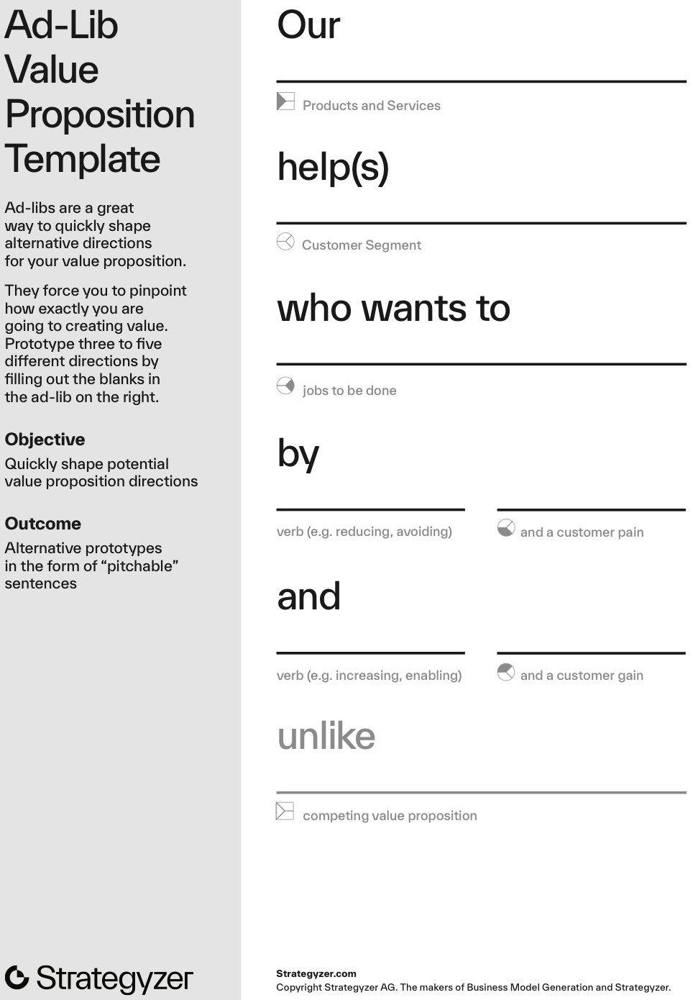 Ad-Lib
Value
Proposition
Template
Ad-libs are a great
way to quickly shape
alternative directions
for your value proposition.
They force you to pinpoint
how exactly you are
going to creating value.
Prototype three to five
different directions by
filling out the blanks in
the ad-lib on the right.
Objective
Quickly shape potential
value proposition directions
Outcome
Alternative prototypes
in the form of “pitchable”
sentences
Strategyzer
Our
Products and Services
help(s)
Customer Segment
who wants to
jobs to be done
by
verb (e.g. reducing, avoiding) and a customer pain
and
verb (e.g. increasing, enabling) and a customer gain
unlike
competing value proposition
Strategyzer.com
Copyright Strategyzer AG. The makers of Business Model Generation and Strategyzer.